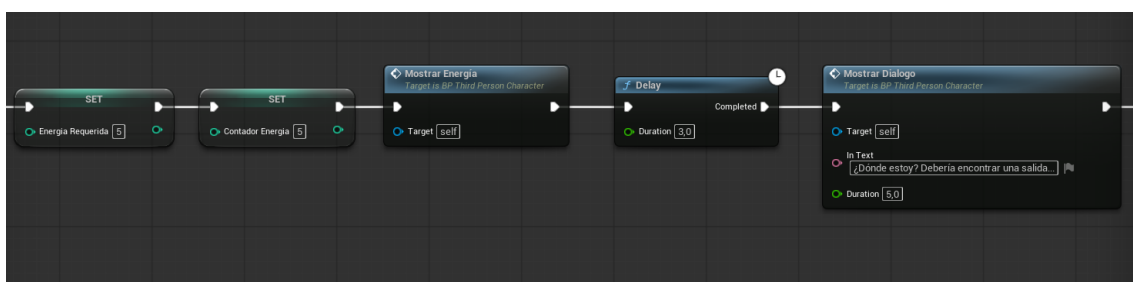 SET
Energia Requerida 5
SET
Contador Energia 5
Mostrar Energia
Target is BP Third Person Character
Target self
Delay
Completed
Duration 3,0
Mostrar Dialogo
Target is BP Third Person Character
Target self
In Text
¿Dónde estoy? Debería encontrar una salida...
Duration 5,0